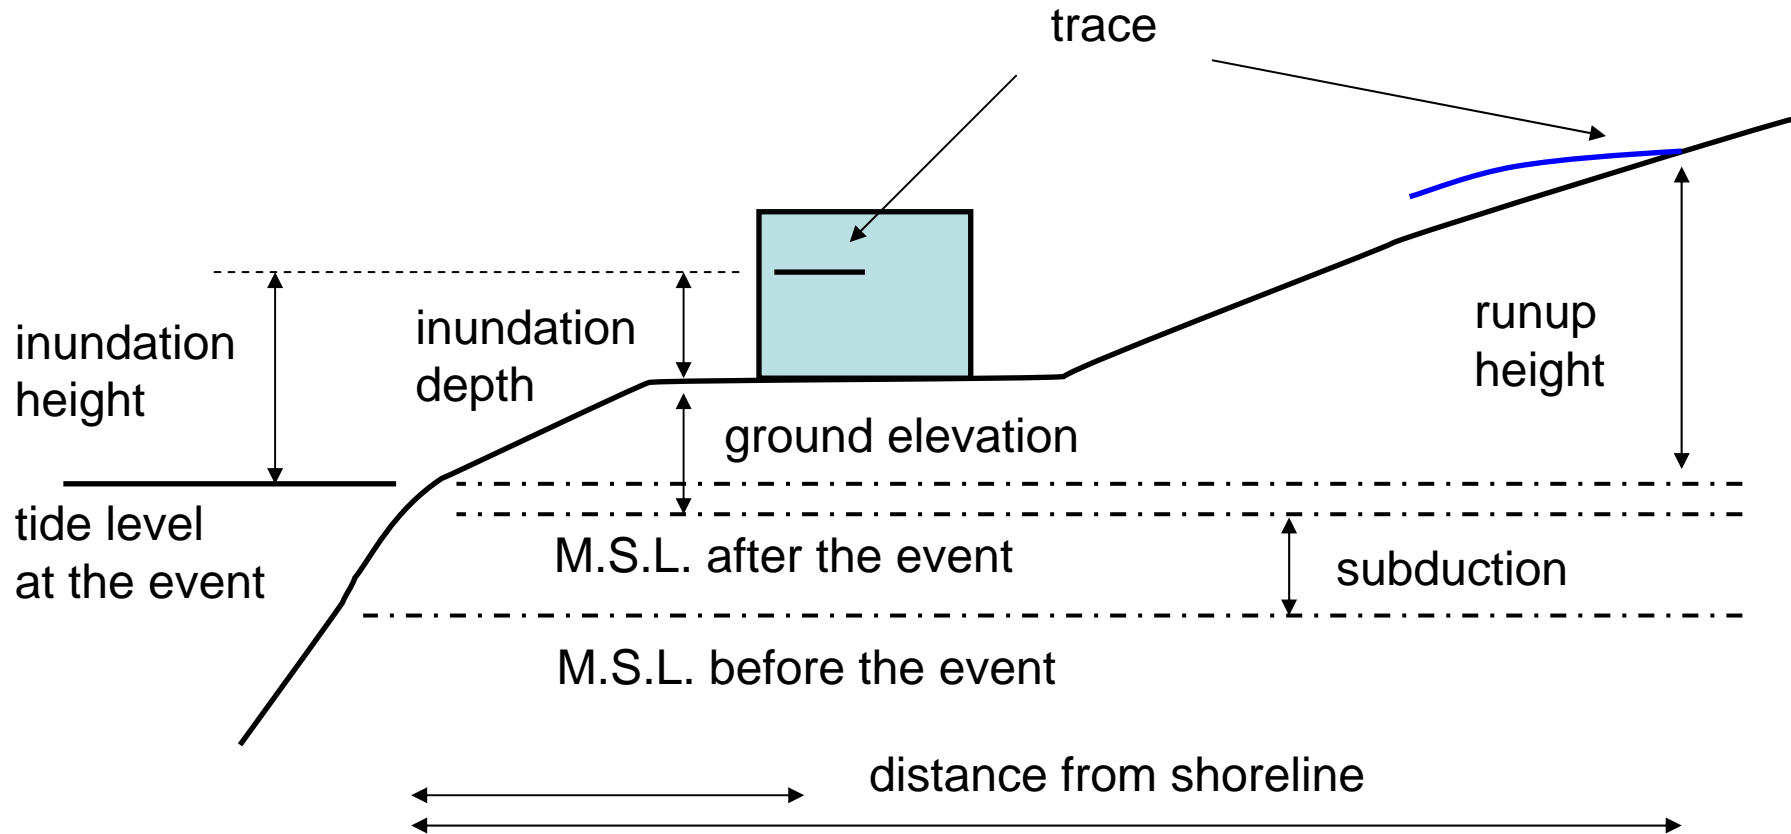 trace
inundation
height
inundation
depth
runup
height
ground elevation
tide level
at the event
M.S.L. after the event
subduction
M.S.L. before the event
distance from shoreline